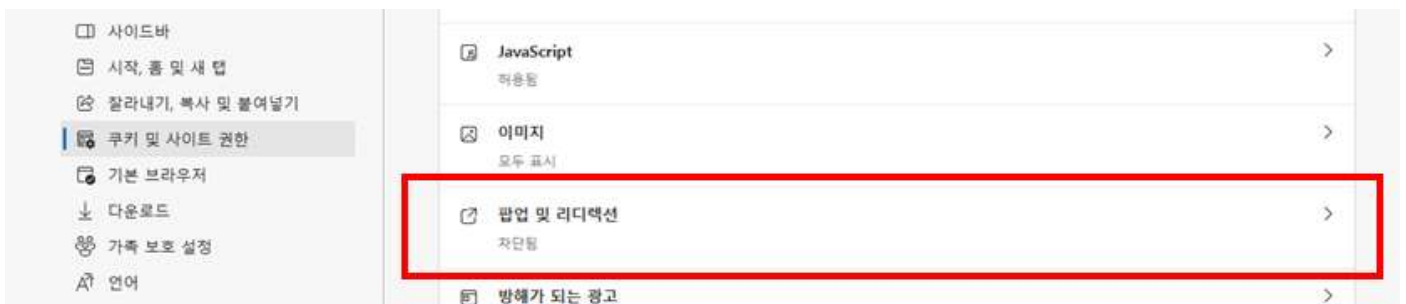 사이드바
시작, 홈 및 새 탭
잘라내기, 복사 및 붙여넣기
쿠키 및 사이트 권한
기본 브라우저
다운로드
가족 보호 설정
언어
JavaScript
허용됨
이미지
모두 표시
팝업 및 리디렉션
차단됨
방해가 되는 광고